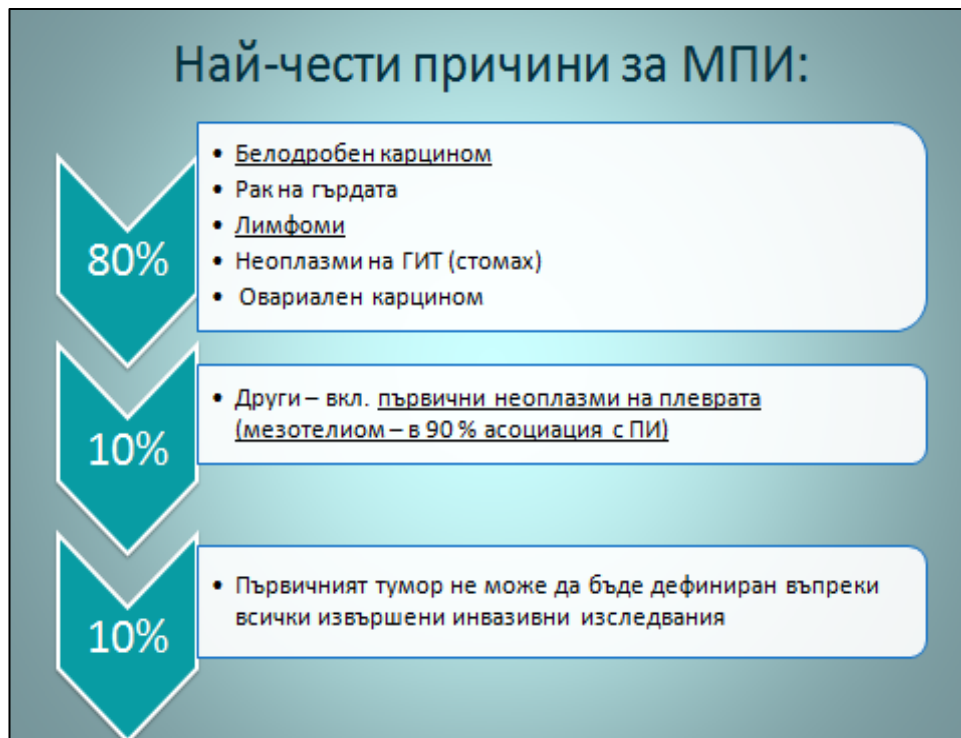 Най-чести причини за МПИ:
80%
• Белодробен карцином
• Рак на гърдата
• Лимфоми
• Неоплазми на ГИТ (стомах)
• Овариален карцином
10%
• Други – вкл. първични неоплазми на плеврата
(мезотелиом – в 90 % асоциация с ПИ)
10%
• Първичният тумор не може да бъде дефиниран въпреки
всички извършени инвазивни изследвания